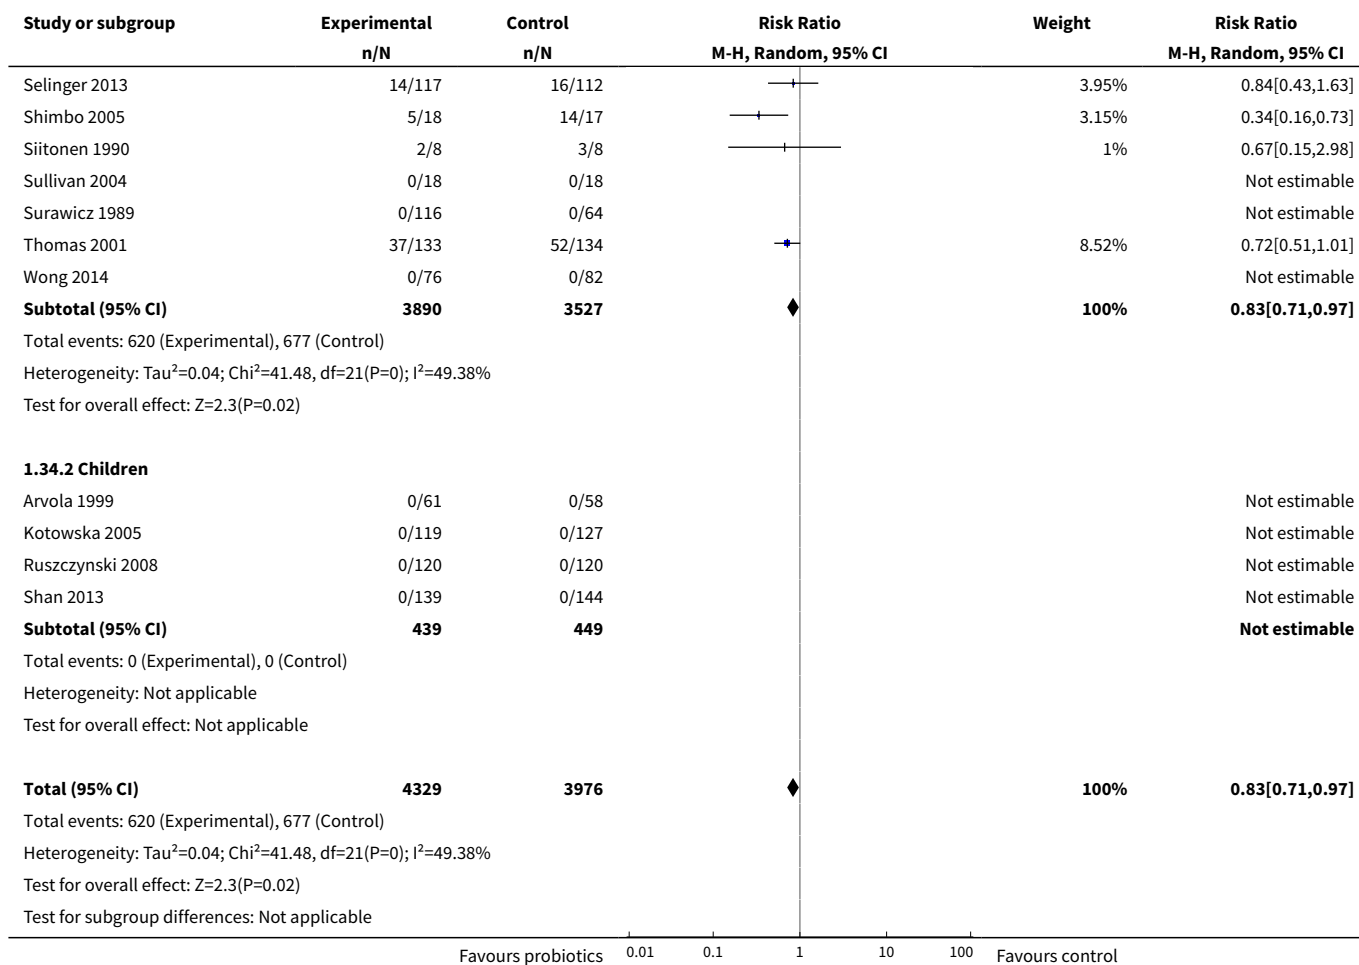 Study or subgroup Experimental Control Risk Ratio Weight Risk Ratio
n/N n/N M-H, Random, 95% CI M-H, Random, 95% CI
Selinger 2013 14/117 16/112 3.95% 0.84[0.43,1.63]
Shimbo 2005 5/18 14/17 3.15% 0.34[0.16,0.73]
Siitonen 1990 2/8 3/8 1% 0.67[0.15,2.98]
Sullivan 2004 0/18 0/18 Not estimable
Surawicz 1989 0/116 0/64 Not estimable
Thomas 2001 37/133 52/134 8.52% 0.72[0.51,1.01]
Wong 2014 0/76 0/82 Not estimable
Subtotal (95% CI) 3890 3527 100% 0.83[0.71,0.97]
Total events: 620 (Experimental), 677 (Control)
Heterogeneity: Tau²=0.04; Chi²=41.48, df=21(P=0); I²=49.38%
Test for overall effect: Z=2.3(P=0.02)
1.34.2 Children
Arvola 1999 0/61 0/58 Not estimable
Kotowska 2005 0/119 0/127 Not estimable
Ruszczynski 2008 0/120 0/120 Not estimable
Shan 2013 0/139 0/144 Not estimable
Subtotal (95% CI) 439 449 Not estimable
Total events: 0 (Experimental), 0 (Control)
Heterogeneity: Not applicable
Test for overall effect: Not applicable
Total (95% CI) 4329 3976 100% 0.83[0.71,0.97]
Total events: 620 (Experimental), 677 (Control)
Heterogeneity: Tau²=0.04; Chi²=41.48, df=21(P=0); I²=49.38%
Test for overall effect: Z=2.3(P=0.02)
Test for subgroup differences: Not applicable
Favours probiotics 0.01 0.1 1 10 100 Favours control